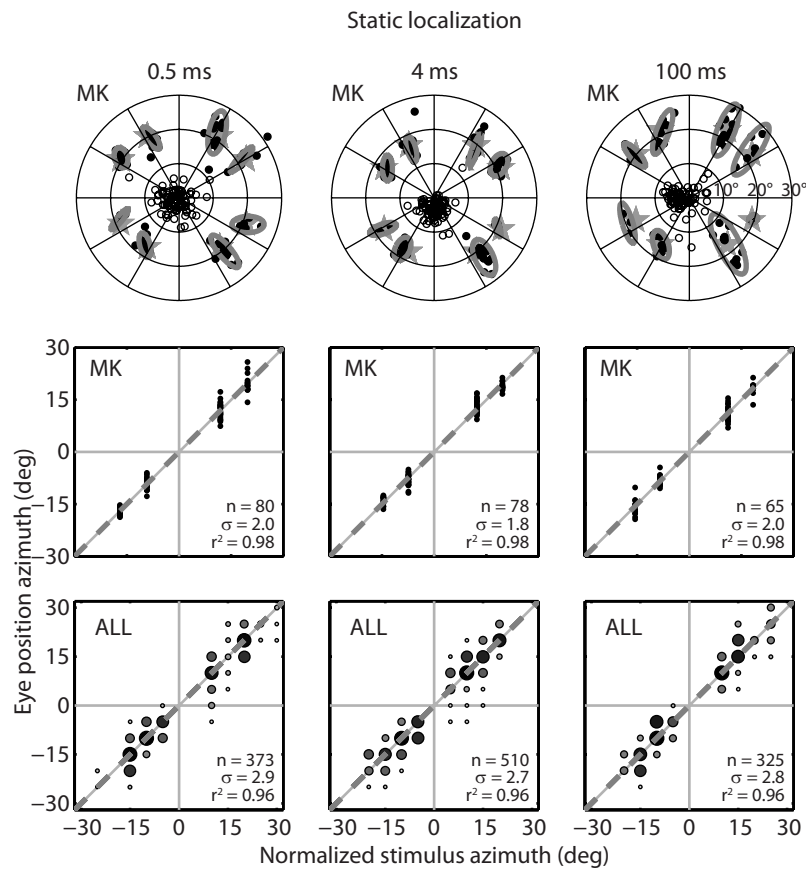 Static localization
0.5 ms 4 ms 100 ms
MK MK MK
10° 20° 30°
30 MK MK MK
15
0
−15
−30
n = 80 n = 78 n = 65
σ = 2.0 σ = 1.8 σ = 2.0
r² = 0.98 r² = 0.98 r² = 0.98
Eye position azimuth (deg)
30 ALL ALL ALL
15
0
−15
−30
n = 373 n = 510 n = 325
σ = 2.9 σ = 2.7 σ = 2.8
r² = 0.96 r² = 0.96 r² = 0.96
−30 −15 0 15 30 −30 −15 0 15 30 −30 −15 0 15 30
Normalized stimulus azimuth (deg)